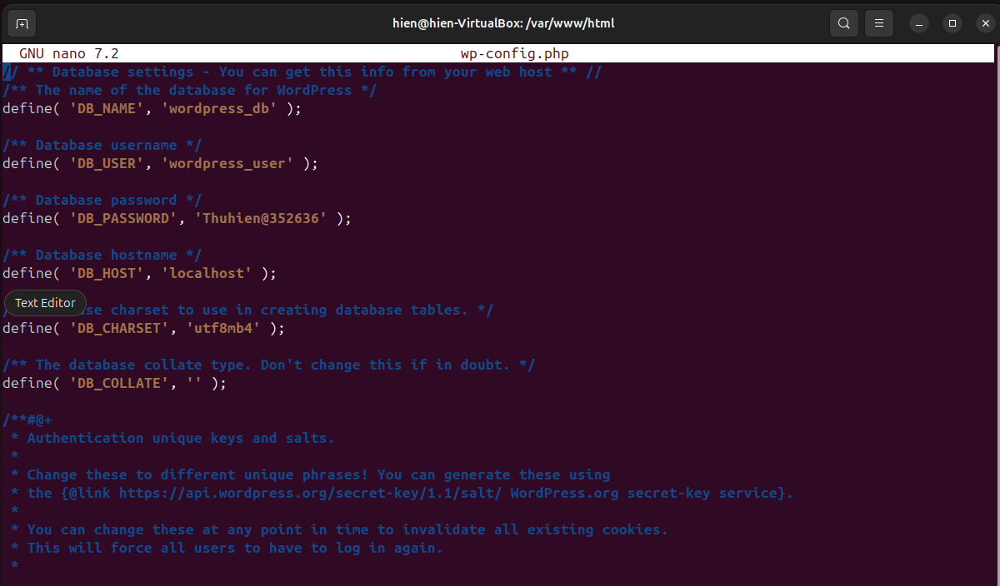 hien@hien-VirtualBox: /var/www/html
GNU nano 7.2 wp-config.php
// ** Database settings - You can get this info from your web host ** //
/** The name of the database for WordPress */
define( 'DB_NAME', 'wordpress_db' );
/** Database username */
define( 'DB_USER', 'wordpress_user' );
/** Database password */
define( 'DB_PASSWORD', 'Thuhien@352636' );
/** Database hostname */
define( 'DB_HOST', 'localhost' );
Text Editor
charset to use in creating database tables. */
define( 'DB_CHARSET', 'utf8mb4' );
/** The database collate type. Don't change this if in doubt. */
define( 'DB_COLLATE', '' );
/**#@+
* Authentication unique keys and salts.
*
* Change these to different unique phrases! You can generate these using
* the {@link https://api.wordpress.org/secret-key/1.1/salt/ WordPress.org secret-key service}.
*
* You can change these at any point in time to invalidate all existing cookies.
* This will force all users to have to log in again.
*